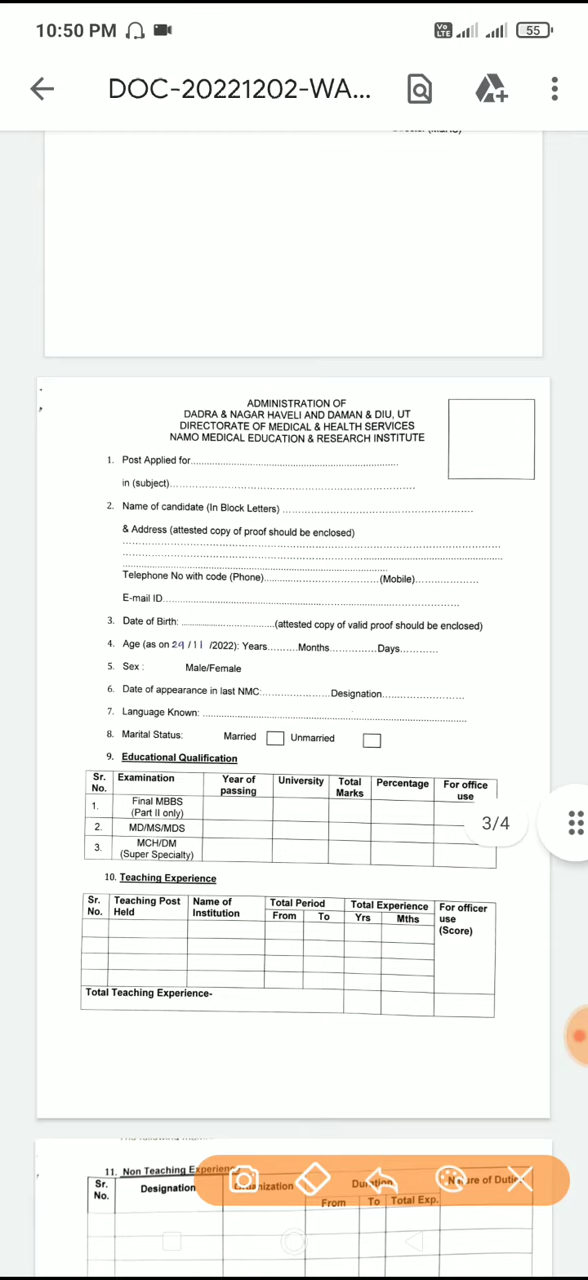 10:50 PM
Vo LTE
55
DOC-20221202-WA...
ADMINISTRATION OF
DADRA & NAGAR HAVELI AND DAMAN & DIU, UT
DIRECTORATE OF MEDICAL & HEALTH SERVICES
NAMO MEDICAL EDUCATION & RESEARCH INSTITUTE
1. Post Applied for
in (subject)
2. Name of candidate (In Block Letters)
& Address (attested copy of proof should be enclosed)
Telephone No with code (Phone) (Mobile)
E-mail ID
3. Date of Birth: (attested copy of valid proof should be enclosed)
4. Age (as on 29/11/2022): Years Months Days
5. Sex: Male/Female
6. Date of appearance in last NMC: Designation
7. Language Known:
8. Marital Status: Married Unmarried
9. Educational Qualification
Sr. No. Examination Year of passing University Total Marks Percentage For office use
1. Final MBBS (Part II only)
2. MD/MS/MDS
3. MCH/DM (Super Specialty)
3/4
10. Teaching Experience
Sr. No. Teaching Post Held Name of Institution Total Period Total Experience For officer use (Score)
From To Yrs Mths
Total Teaching Experience-
11. Non Teaching Experience
Sr. No. Designation Duration
From To Total Exp.